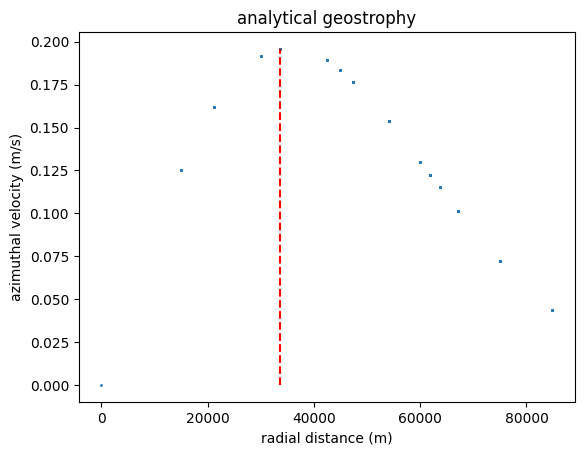 analytical geostrophy
azimuthal velocity (m/s)
0.200
0.175
0.150
0.125
0.100
0.075
0.050
0.025
0.000
0 20000 40000 60000 80000
radial distance (m)